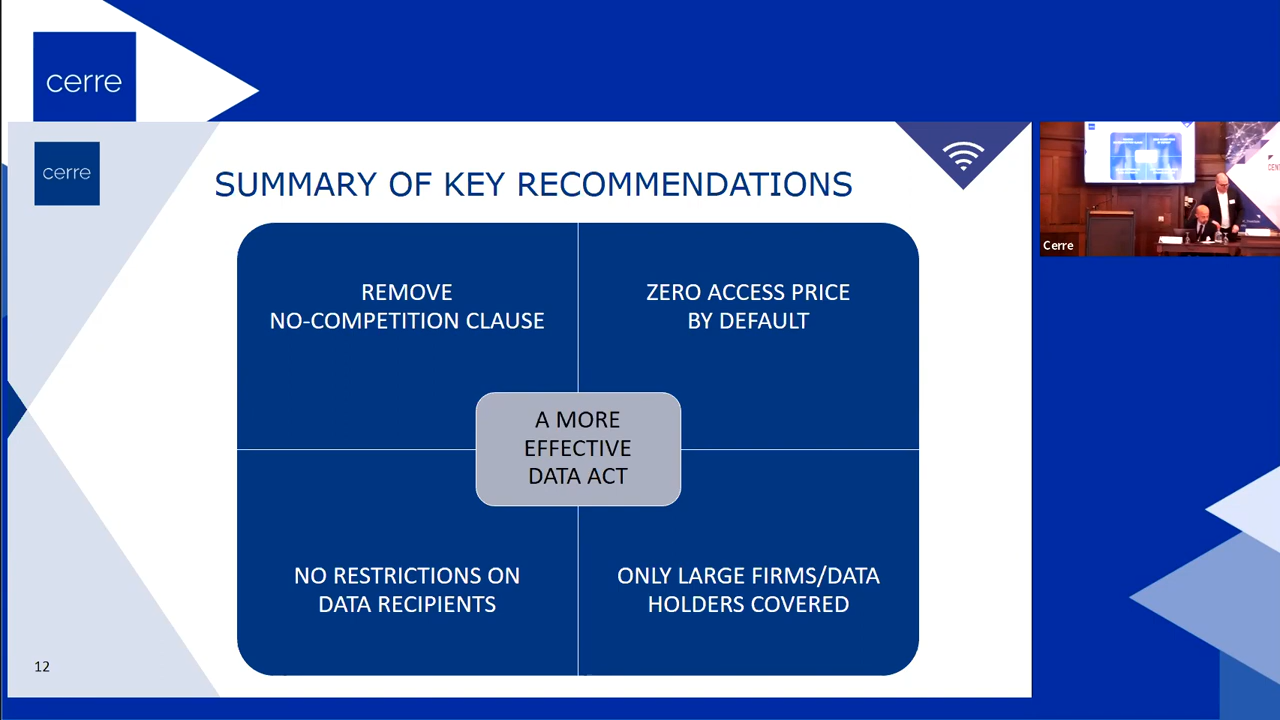 cerre
cerre
SUMMARY OF KEY RECOMMENDATIONS
REMOVE
NO-COMPETITION CLAUSE
ZERO ACCESS PRICE
BY DEFAULT
A MORE
EFFECTIVE
DATA ACT
NO RESTRICTIONS ON
DATA RECIPIENTS
ONLY LARGE FIRMS/DATA
HOLDERS COVERED
12
Cerre